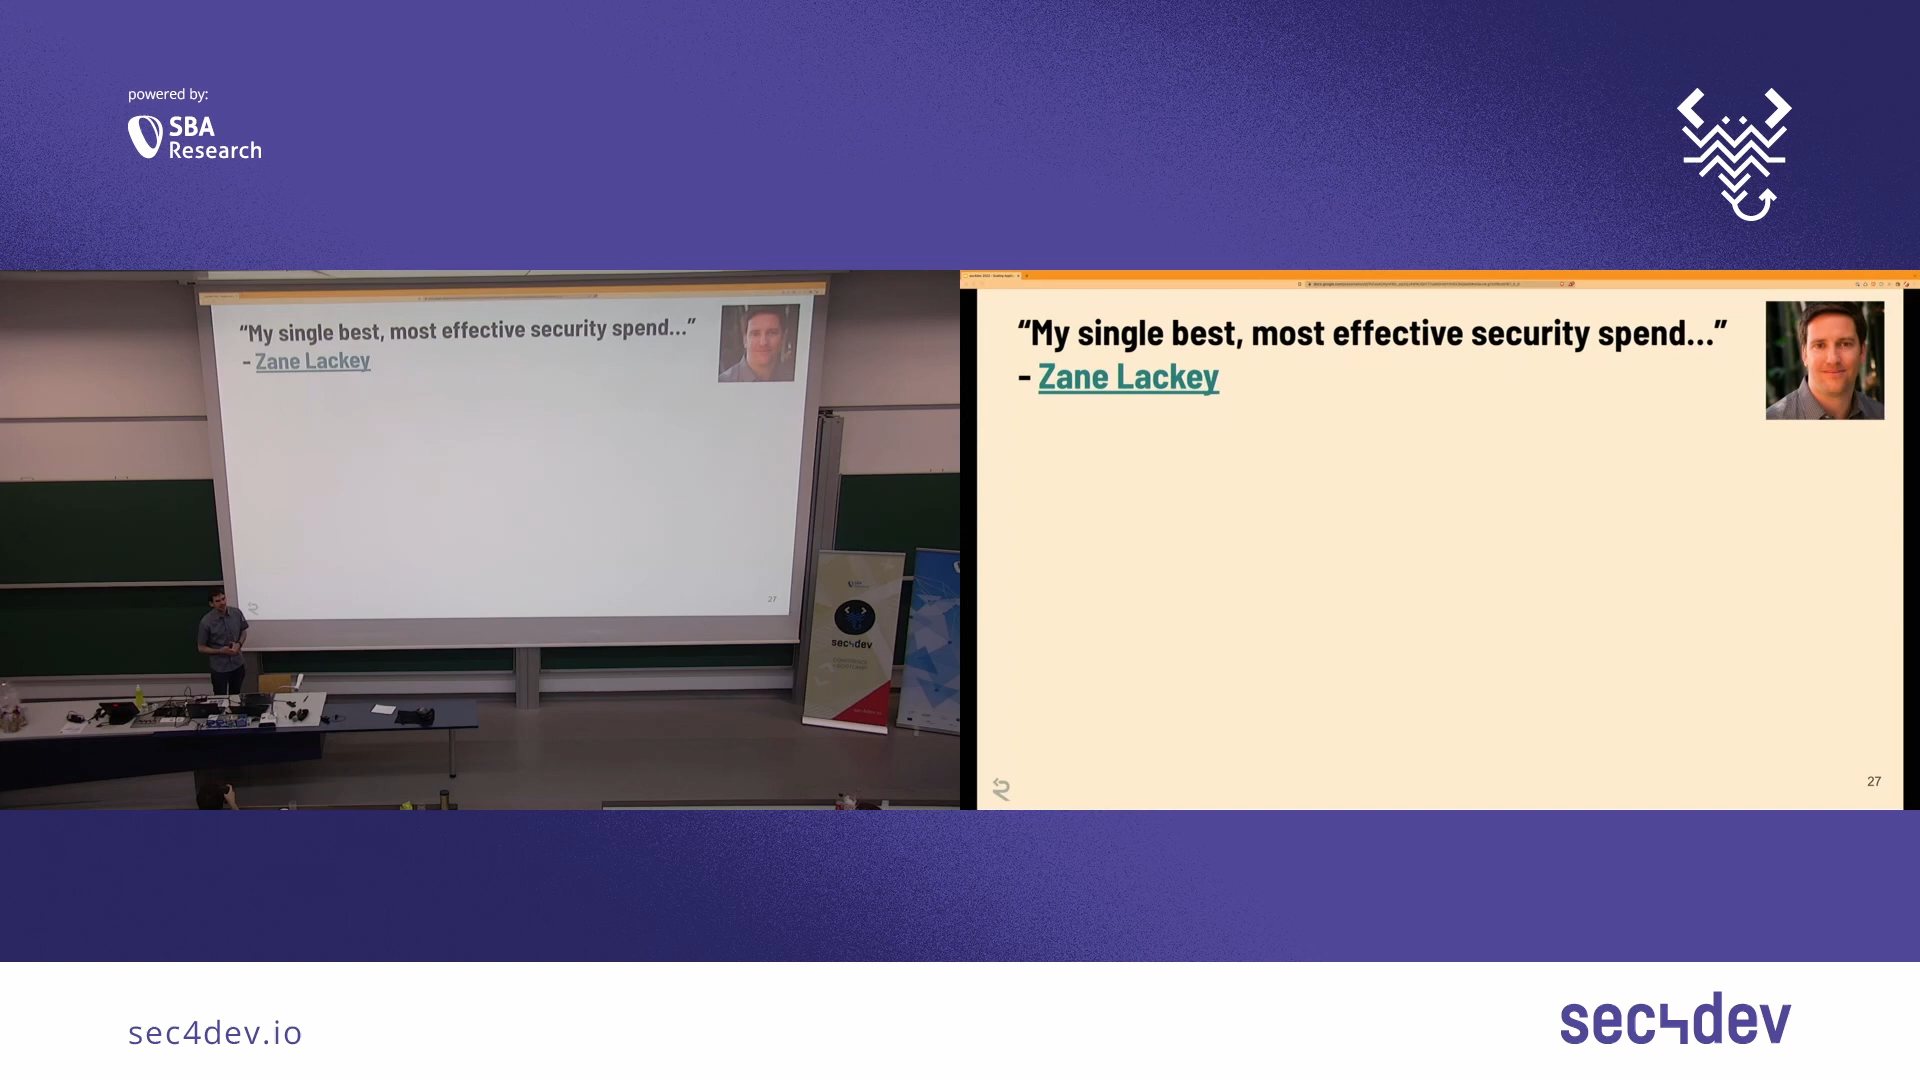 powered by:
SBA
Research
“My single best, most effective security spend...”
- Zane Lackey
27
sec4dev
“My single best, most effective security spend...”
- Zane Lackey
27
sec4dev.io
sec4dev